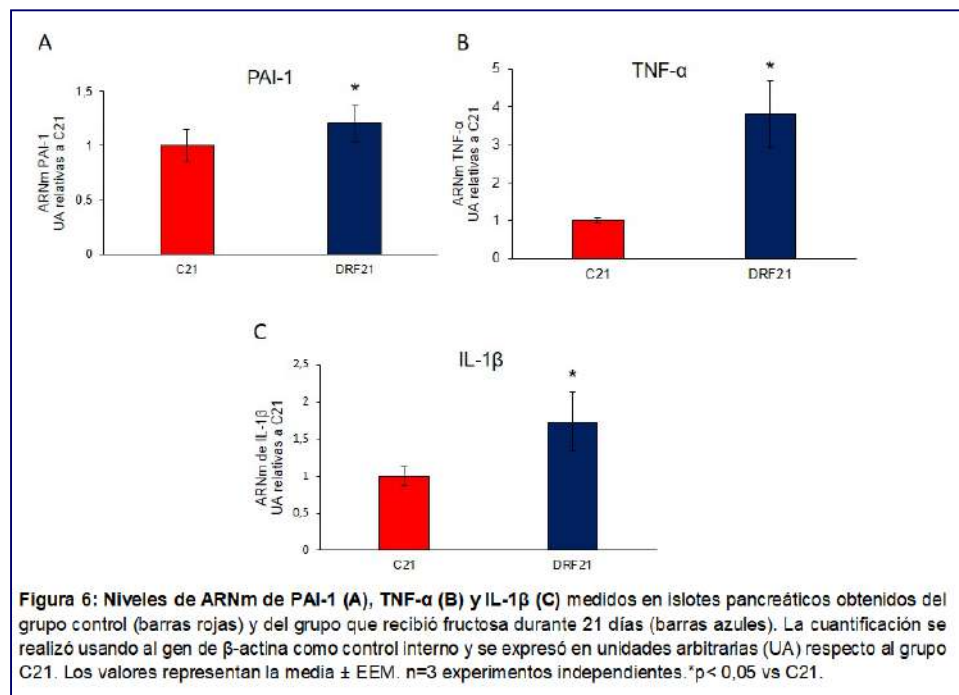 A
PAI-1
*
1,5
1
0,5
0
ARNm PAI-1
UA relativas a C21
C21
DRF21
B
TNF-α
*
5
4
3
2
1
0
ARNm TNF-α
UA relativas a C21
C21
DRF21
C
IL-1β
*
2,5
2
1,5
1
0,5
0
ARNm de IL-1β
UA relativas a C21
C21
DRF21
Figura 6: Niveles de ARNm de PAI-1 (A), TNF-α (B) y IL-1β (C) medidos en islotes pancreáticos obtenidos del
grupo control (barras rojas) y del grupo que recibió fructosa durante 21 días (barras azules). La cuantificación se
realizó usando al gen de β-actina como control interno y se expresó en unidades arbitrarias (UA) respecto al grupo
C21. Los valores representan la media ± EEM. n=3 experimentos independientes.*p< 0,05 vs C21.